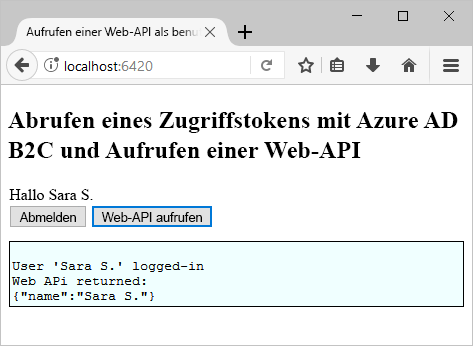 Aufrufen einer Web-API als benu
localhost:6420
Abrufen eines Zugriffstokens mit Azure AD
B2C und Aufrufen einer Web-API
Hallo Sara S.
Abmelden Web-API aufrufen
User 'Sara S.' logged-in
Web APi returned:
{"name":"Sara S."}